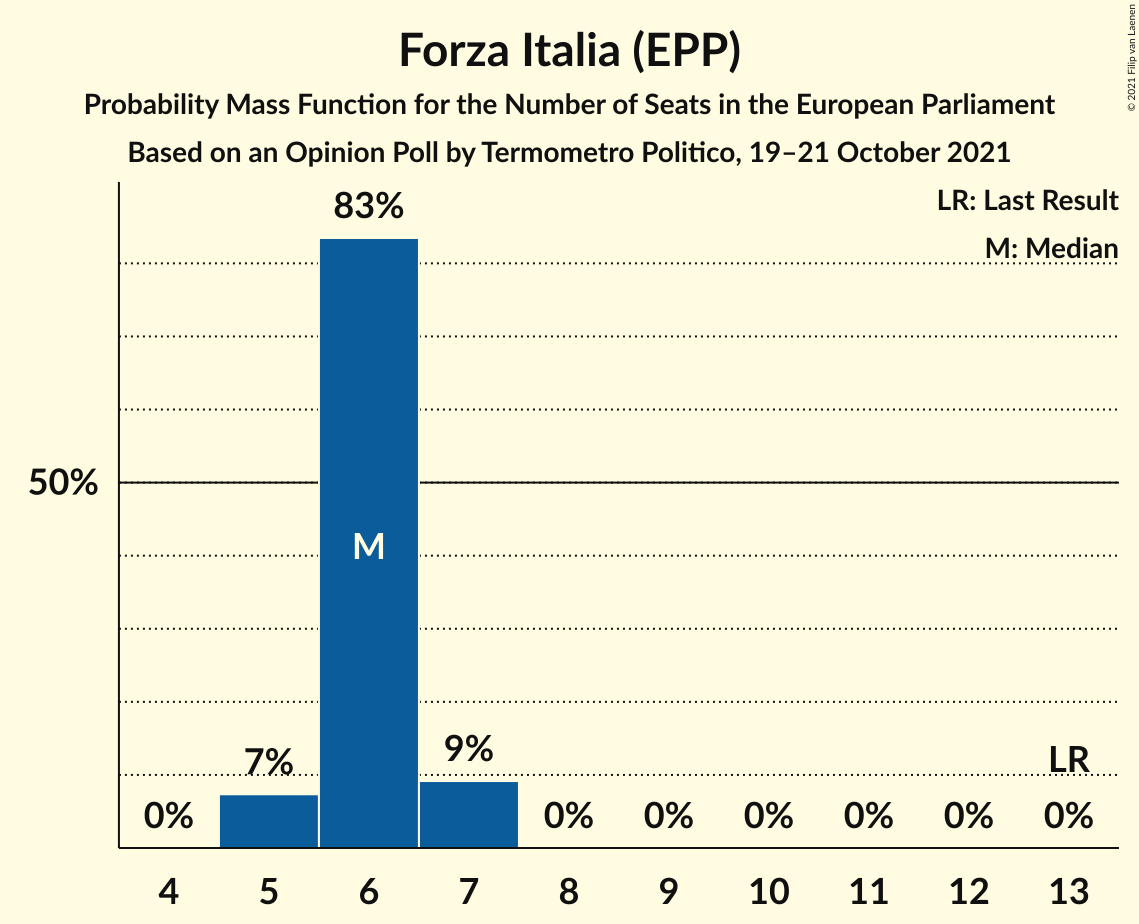 Forza Italia (EPP)
Probability Mass Function for the Number of Seats in the European Parliament
Based on an Opinion Poll by Termometro Politico, 19–21 October 2021
© 2021 Filip van Laenen
LR: Last Result
M: Median
83%
50%
M
7%
9%
LR
0%
0%
0%
0%
0%
0%
0%
4 5 6 7 8 9 10 11 12 13